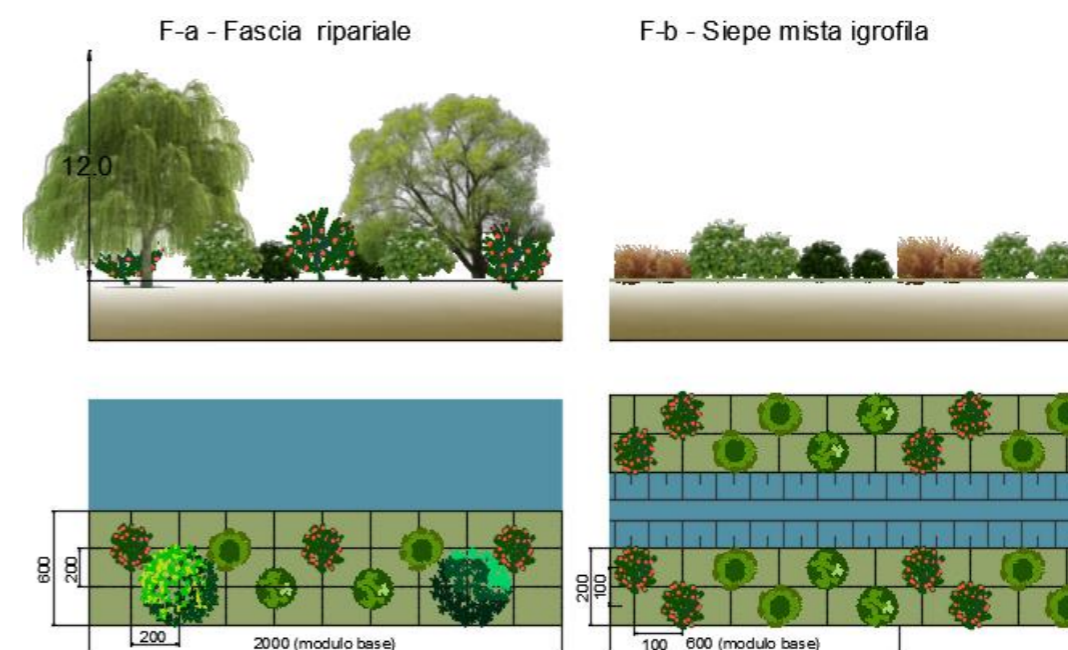 F-a - Fascia ripariale
F-b - Siepe mista igrofila
12.0
600
200
200
2000 (modulo base)
200
100
100
600 (modulo base)